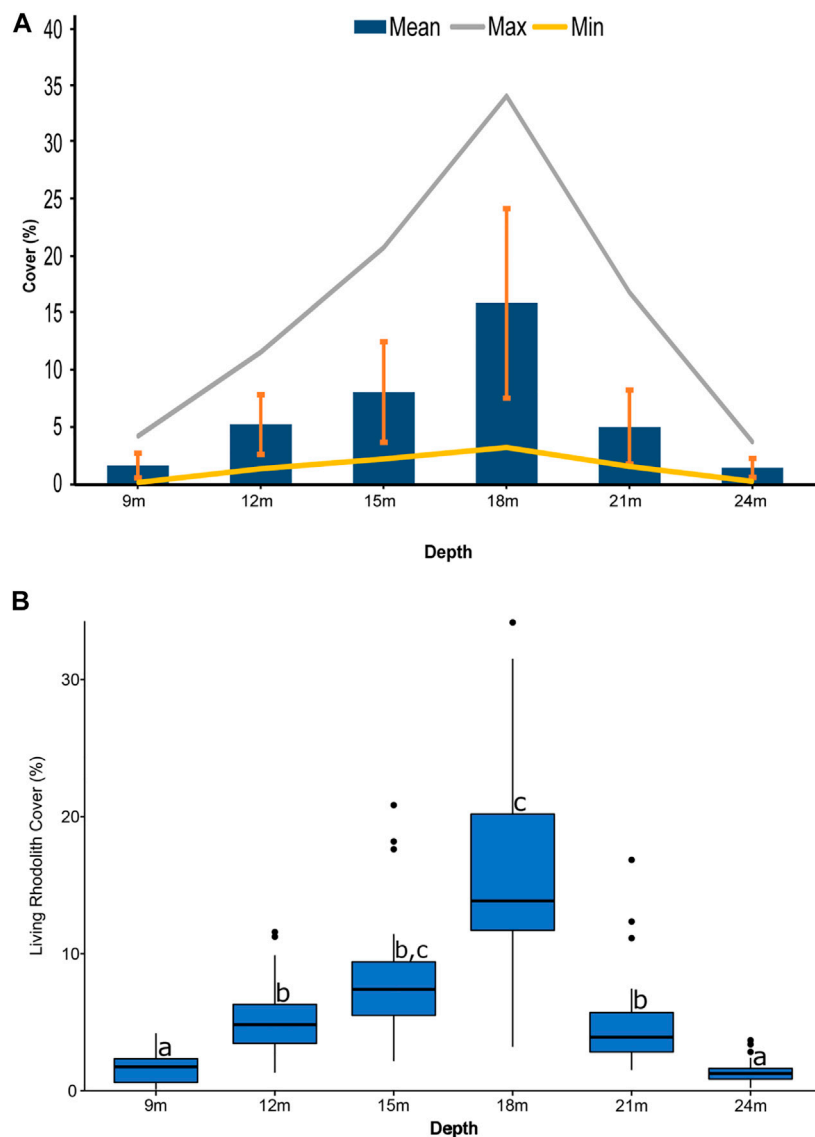 A
Mean Max Min
40
35
30
25
20
15
10
5
0
Cover (%)
9m 12m 15m 18m 21m 24m
Depth
B
30
20
10
0
Living Rhodolith Cover (%)
a
b
b,c
c
b
a
9m 12m 15m 18m 21m 24m
Depth